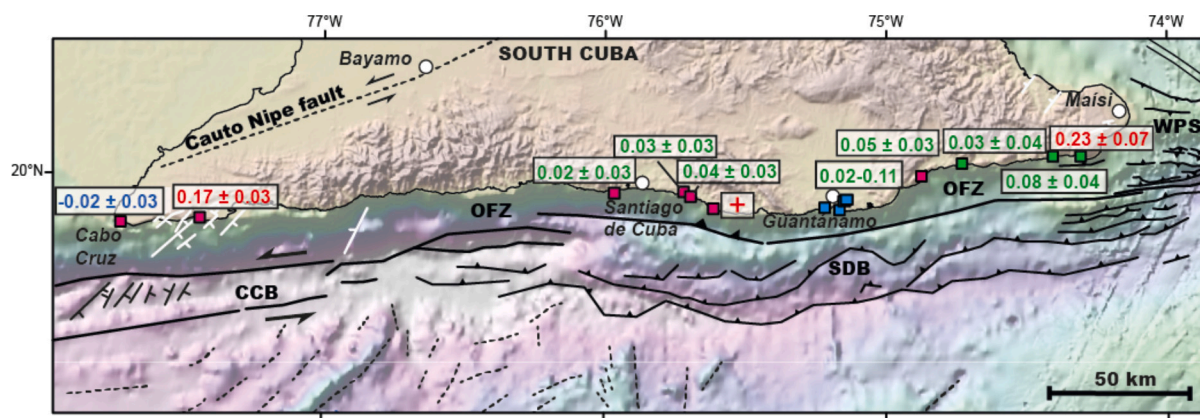 77°W
76°W
75°W
74°W
Bayamo
SOUTH CUBA
Cauto Nipe fault
Maisí
WPS
20°N
-0.02 ± 0.03
0.17 ± 0.03
0.02 ± 0.03
0.03 ± 0.03
0.04 ± 0.03
+
0.02-0.11
0.05 ± 0.03
0.03 ± 0.04
0.23 ± 0.07
0.08 ± 0.04
Cabo
Cruz
OFZ
Santiago
de Cuba
Guantánamo
OFZ
CCB
SDB
50 km